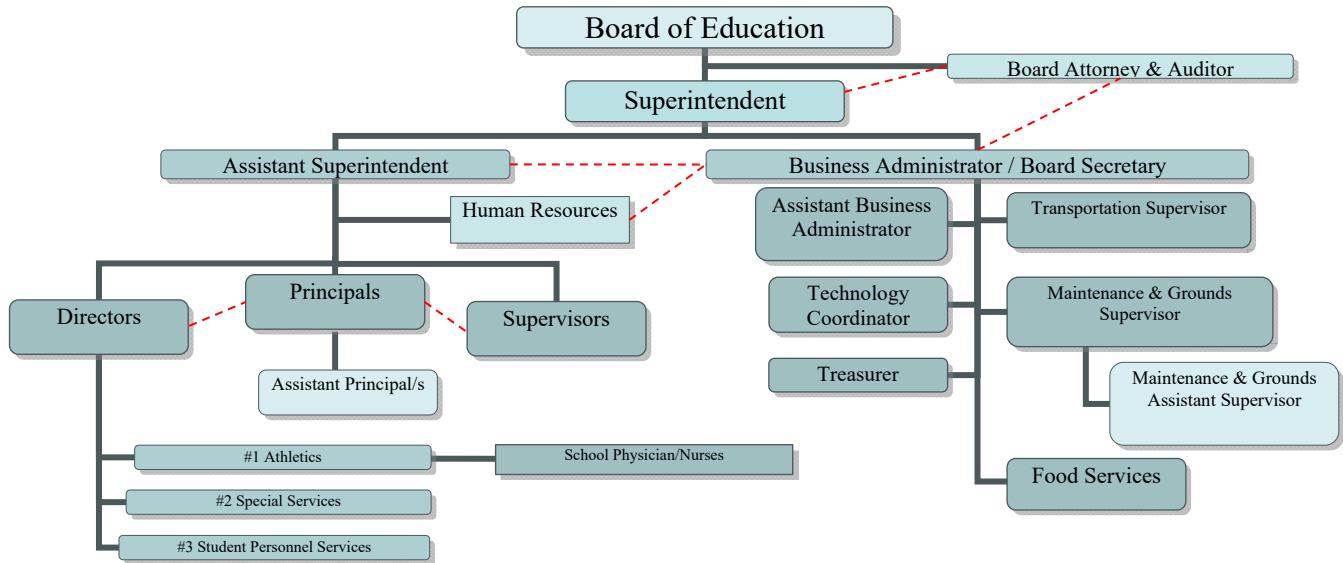 Board of Education
Board Attorney & Auditor
Superintendent
Assistant Superintendent
Business Administrator / Board Secretary
Human Resources
Assistant Business
Administrator
Transportation Supervisor
Directors
Principals
Supervisors
Technology
Coordinator
Maintenance & Grounds
Supervisor
Assistant Principal/s
Treasurer
Maintenance & Grounds
Assistant Supervisor
#1 Athletics
School Physician/Nurses
Food Services
#2 Special Services
#3 Student Personnel Services